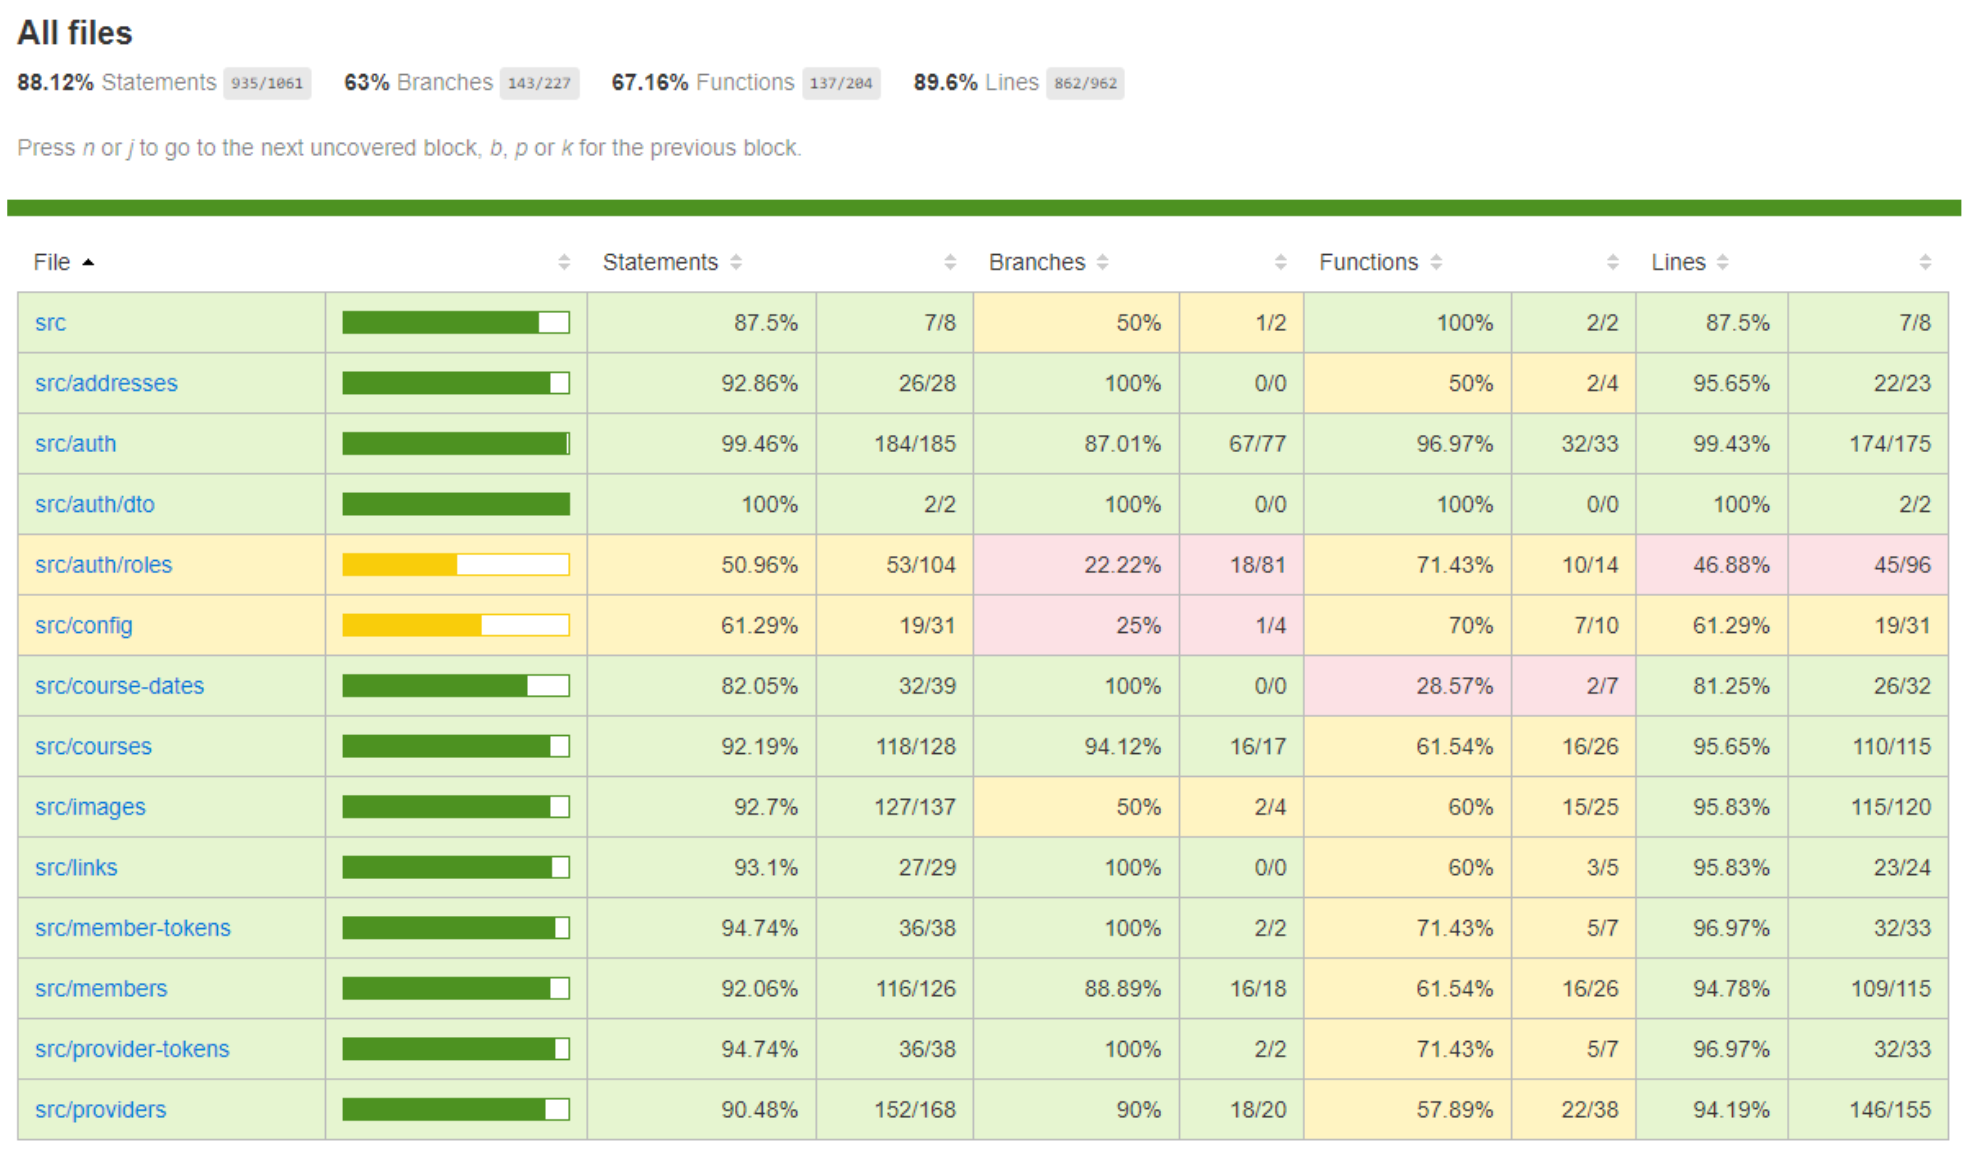 All files
88.12% Statements 935/1061 63% Branches 143/227 67.16% Functions 137/204 89.6% Lines 862/962
Press n or j to go to the next uncovered block, b, p or k for the previous block.
File Statements Branches Functions Lines
src 87.5% 7/8 50% 1/2 100% 2/2 87.5% 7/8
src/addresses 92.86% 26/28 100% 0/0 50% 2/4 95.65% 22/23
src/auth 99.46% 184/185 87.01% 67/77 96.97% 32/33 99.43% 174/175
src/auth/dto 100% 2/2 100% 0/0 100% 0/0 100% 2/2
src/auth/roles 50.96% 53/104 22.22% 18/81 71.43% 10/14 46.88% 45/96
src/config 61.29% 19/31 25% 1/4 70% 7/10 61.29% 19/31
src/course-dates 82.05% 32/39 100% 0/0 28.57% 2/7 81.25% 26/32
src/courses 92.19% 118/128 94.12% 16/17 61.54% 16/26 95.65% 110/115
src/images 92.7% 127/137 50% 2/4 60% 15/25 95.83% 115/120
src/links 93.1% 27/29 100% 0/0 60% 3/5 95.83% 23/24
src/member-tokens 94.74% 36/38 100% 2/2 71.43% 5/7 96.97% 32/33
src/members 92.06% 116/126 88.89% 16/18 61.54% 16/26 94.78% 109/115
src/provider-tokens 94.74% 36/38 100% 2/2 71.43% 5/7 96.97% 32/33
src/providers 90.48% 152/168 90% 18/20 57.89% 22/38 94.19% 146/155